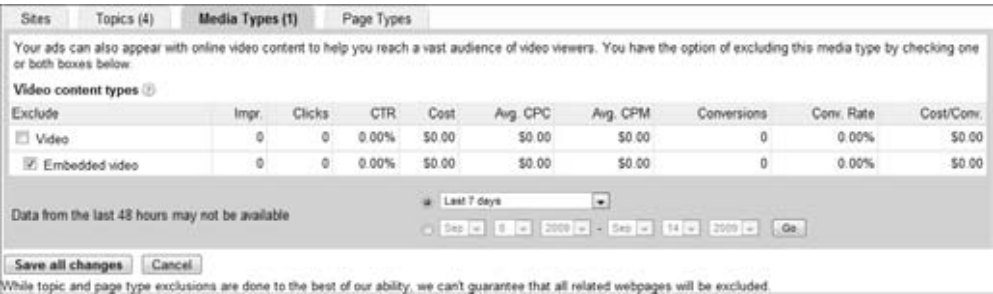 Sites Topics (4) Media Types (1) Page Types
Your ads can also appear with online video content to help you reach a vast audience of video viewers. You have the option of excluding this media type by checking one
or both boxes below.
Video content types ?
Exclude Impr. Clicks CTR Cost Avg. CPC Avg. CPM Conversions Conv. Rate Cost/Conv.
Video 0 0 0.00% $0.00 $0.00 $0.00 0 0.00% $0.00
Embedded video 0 0 0.00% $0.00 $0.00 $0.00 0 0.00% $0.00
Last 7 days
Data from the last 48 hours may not be available
Sep 8 2009 - Sep 14 2009 Go
Save all changes Cancel
While topic and page type exclusions are done to the best of our ability, we can't guarantee that all related webpages will be excluded.